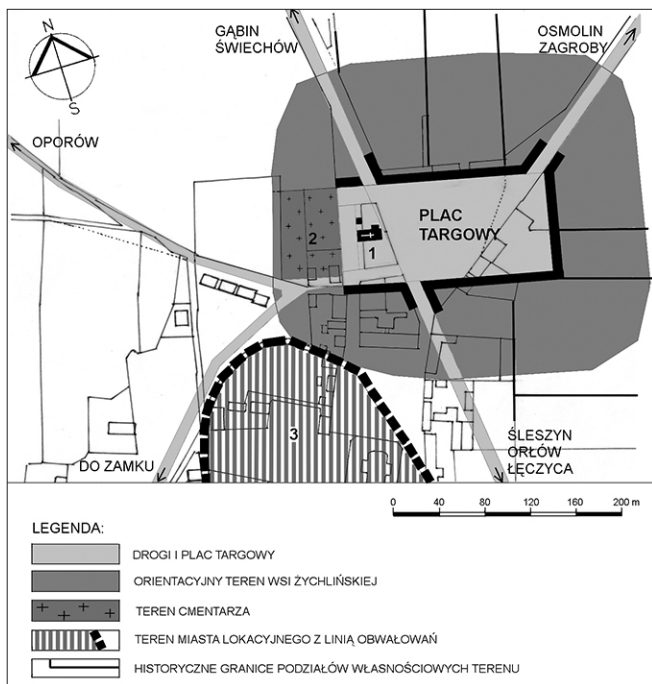 N
S
GĄBIN
ŚWIECHÓW
OSMOLIN
ZAGROBY
OPORÓW
PLAC
TARGOWY
2
1
3
DO ZAMKU
ŚLESZYN
ORŁÓW
ŁĘCZYCA
0 40 80 120 160 200 m
LEGENDA:
DROGI I PLAC TARGOWY
ORIENTACYJNY TEREN WSI ŻYCHLIŃSKIEJ
TEREN CMENTARZA
TEREN MIASTA LOKACYJNEGO Z LINIĄ OBWAŁOWAŃ
HISTORYCZNE GRANICE PODZIAŁÓW WŁASNOŚCIOWYCH TERENU